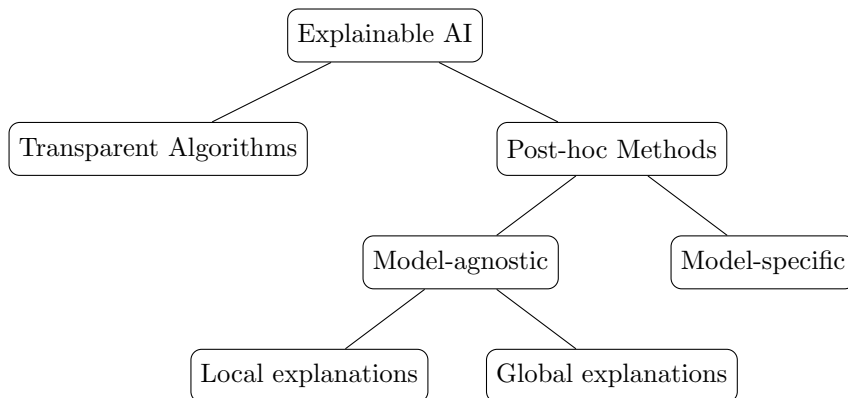 Explainable AI
Transparent Algorithms
Post-hoc Methods
Model-agnostic
Model-specific
Local explanations
Global explanations